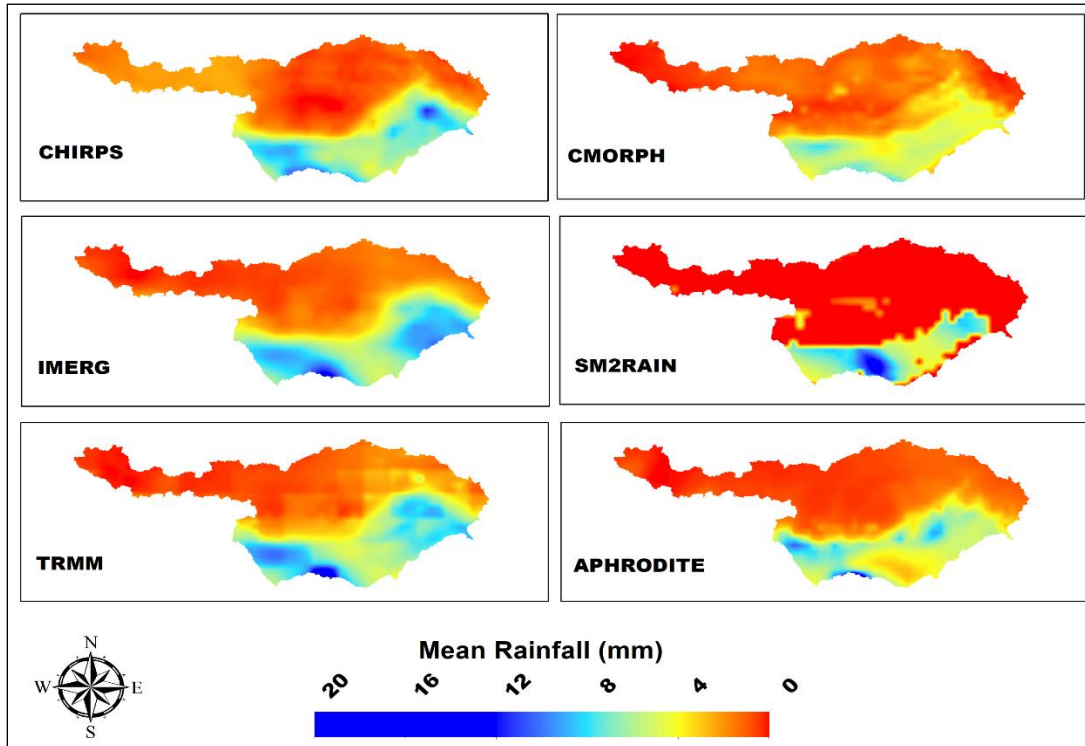 CHIRPS
CMORPH
IMERG
SM2RAIN
TRMM
APHRODITE
N
W E
S
Mean Rainfall (mm)
20 16 12 8 4 0